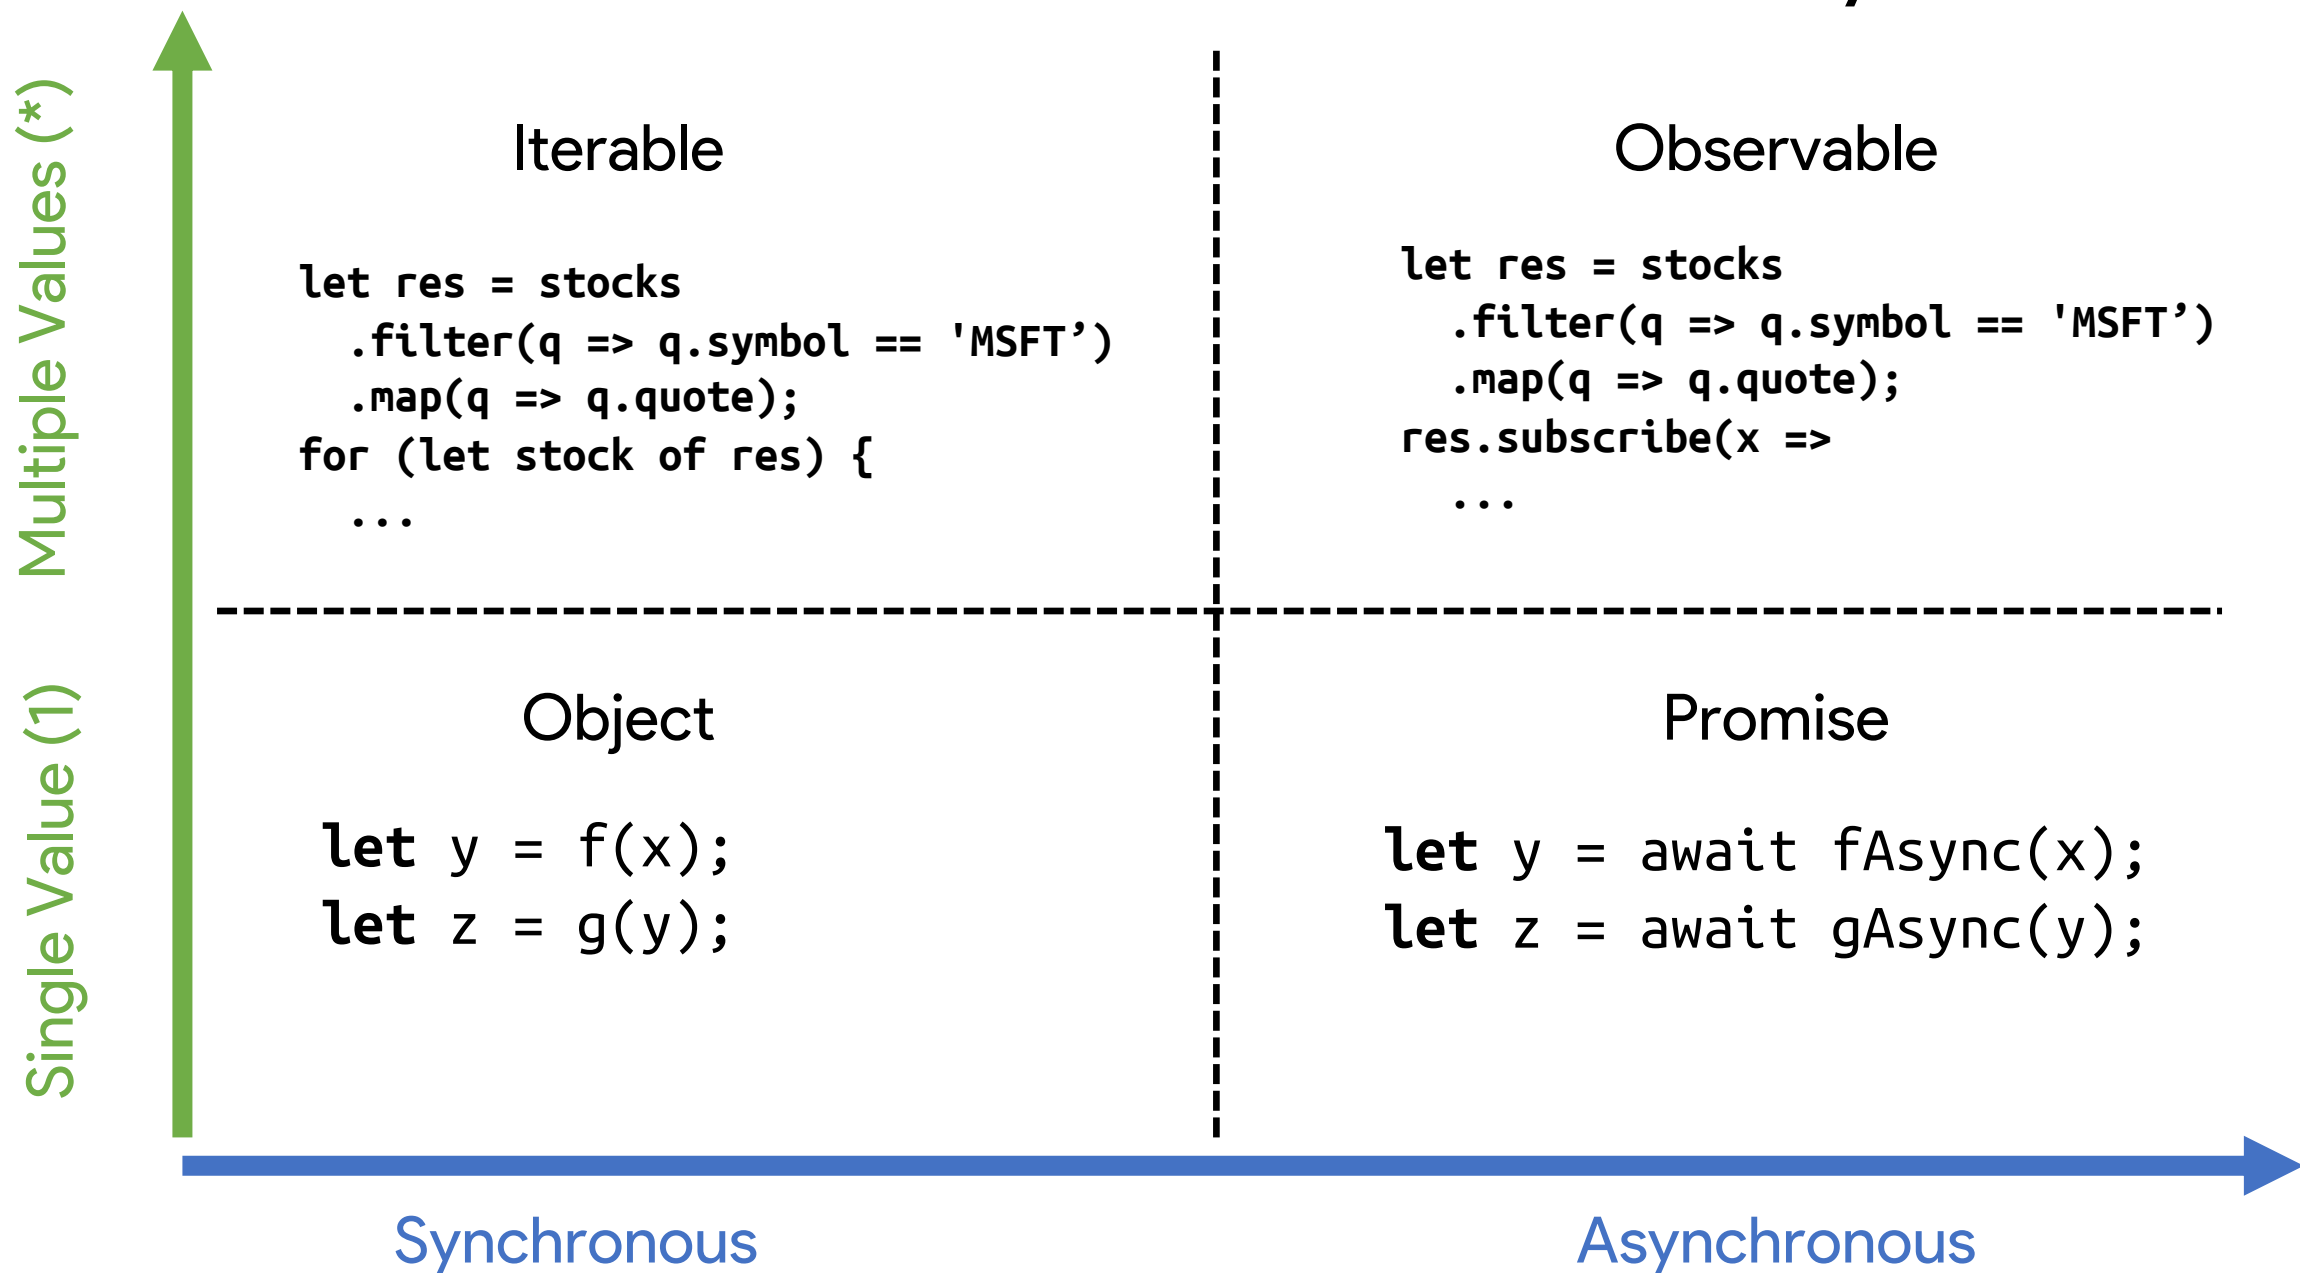 Multiple Values (*)
Single Value (1)
Iterable
let res = stocks
.filter(q => q.symbol == 'MSFT’)
.map(q => q.quote);
for (let stock of res) {
...
Observable
let res = stocks
.filter(q => q.symbol == 'MSFT’)
.map(q => q.quote);
res.subscribe(x =>
...
Object
let y = f(x);
let z = g(y);
Promise
let y = await fAsync(x);
let z = await gAsync(y);
Synchronous
Asynchronous